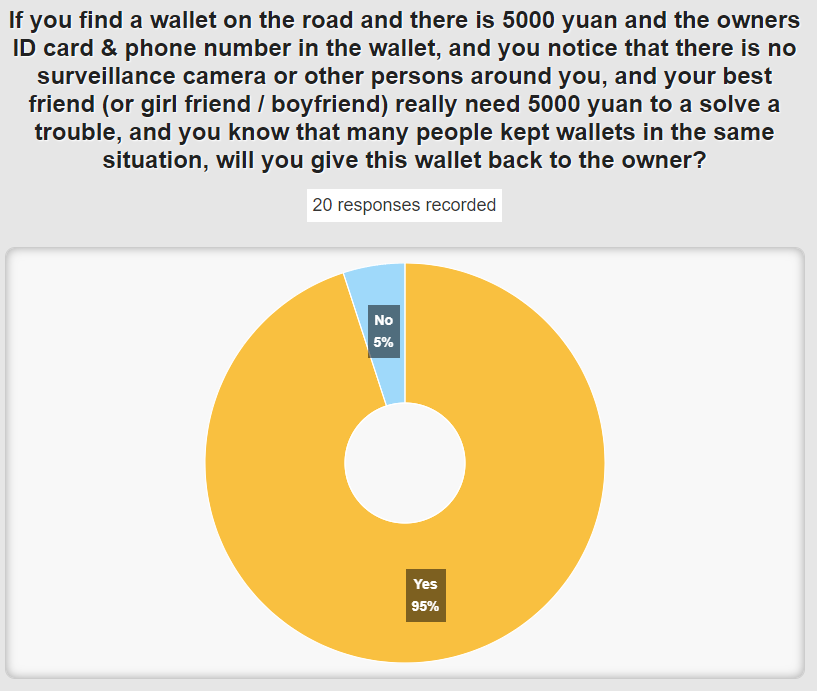 If you find a wallet on the road and there is 5000 yuan and the owners
ID card & phone number in the wallet, and you notice that there is no
surveillance camera or other persons around you, and your best
friend (or girl friend / boyfriend) really need 5000 yuan to a solve a
trouble, and you know that many people kept wallets in the same
situation, will you give this wallet back to the owner?
20 responses recorded
No
5%
Yes
95%